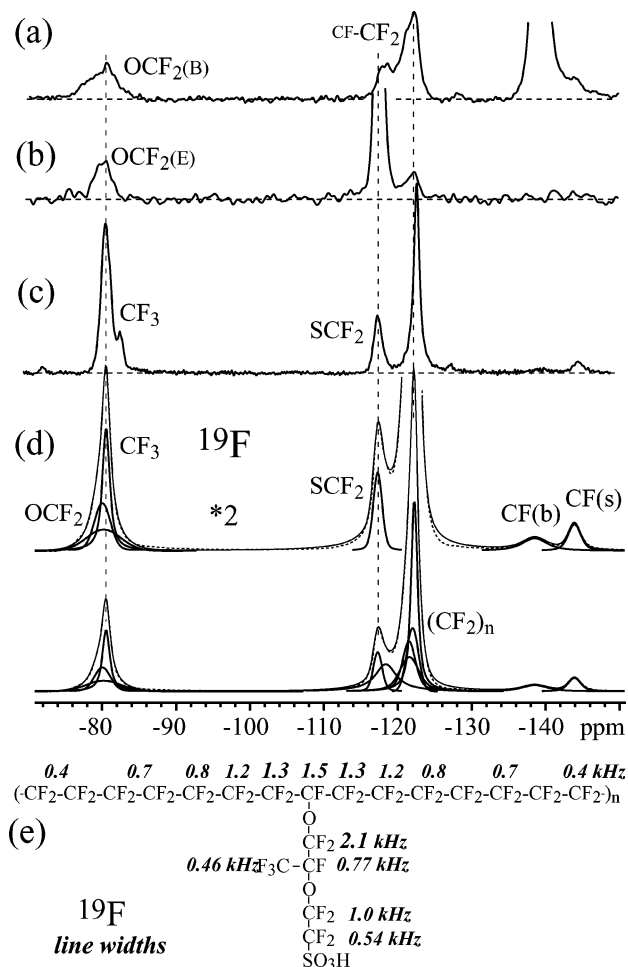 (a)
OCF2(B)
CF-CF2
(b)
OCF2(E)
(c)
CF3
SCF2
(d)
CF3
19F
*2
OCF2
SCF2
CF(b)
CF(s)
(CF2)n
-80 -90 -100 -110 -120 -130 -140 ppm
0.4 0.7 0.8 1.2 1.3 1.5 1.3 1.2 0.8 0.7 0.4 kHz
(-CF2-CF2-CF2-CF2-CF2-CF2-CF2-CF-CF2-CF2-CF2-CF2-CF2-CF2-CF2-)n
O
(e)
CF2 2.1 kHz
0.46 kHz F3C-CF 0.77 kHz
O
CF2 1.0 kHz
19F
CF2 0.54 kHz
line widths
SO3H